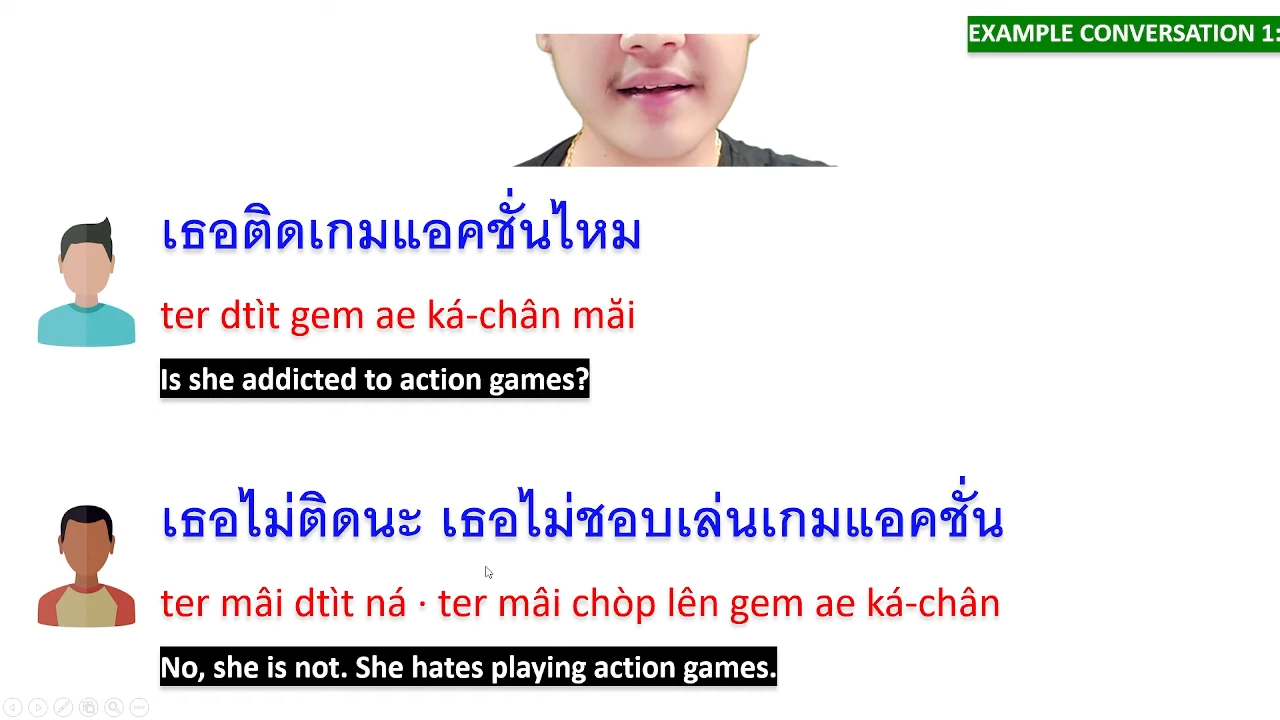 EXAMPLE CONVERSATION 1:
เธอติดเกมแอคชั่นไหม
ter dtìt gem ae ká-chân măi
Is she addicted to action games?
เธอไม่ติดนะ เธอไม่ชอบเล่นเกมแอคชั่น
ter mâi dtìt ná · ter mâi chòp lên gem ae ká-chân
No, she is not. She hates playing action games.